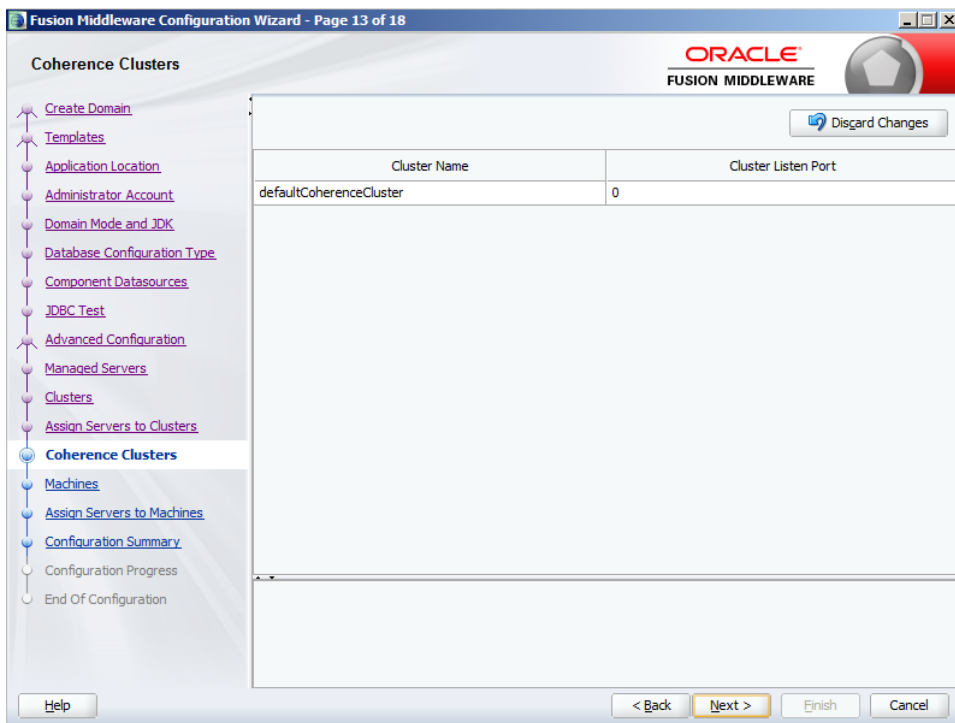 Fusion Middleware Configuration Wizard - Page 13 of 18
Coherence Clusters
ORACLE
FUSION MIDDLEWARE
Create Domain
Templates
Application Location
Administrator Account
Domain Mode and JDK
Database Configuration Type
Component Datasources
JDBC Test
Advanced Configuration
Managed Servers
Clusters
Assign Servers to Clusters
Coherence Clusters
Machines
Assign Servers to Machines
Configuration Summary
Configuration Progress
End Of Configuration
Discard Changes
Cluster Name Cluster Listen Port
defaultCoherenceCluster 0
Help < Back Next > Finish Cancel